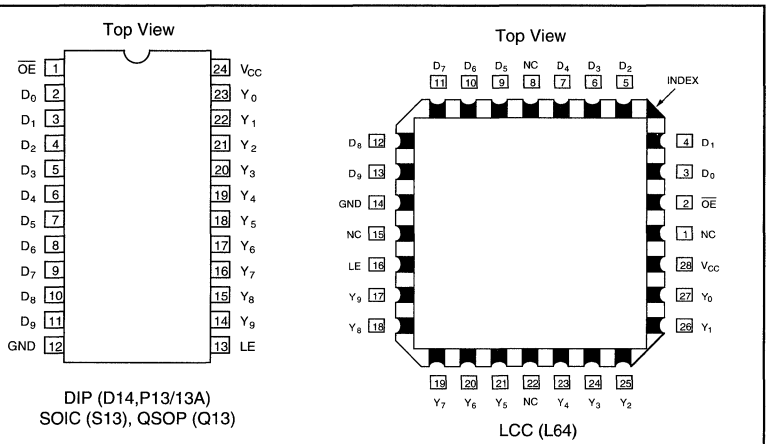 Top View
OE 1 24 VCC
D0 2 23 Y0
D1 3 22 Y1
D2 4 21 Y2
D3 5 20 Y3
D4 6 19 Y4
D5 7 18 Y5
D6 8 17 Y6
D7 9 16 Y7
D8 10 15 Y8
D9 11 14 Y9
GND 12 13 LE
DIP (D14,P13/13A)
SOIC (S13), QSOP (Q13)
Top View
D7 D6 D5 NC D4 D3 D2
11 10 9 8 7 6 5
INDEX
D8 12 4 D1
D9 13 3 D0
GND 14 2 OE
NC 15 1 NC
LE 16 28 VCC
Y9 17 27 Y0
Y8 18 26 Y1
19 20 21 22 23 24 25
Y7 Y6 Y5 NC Y4 Y3 Y2
LCC (L64)